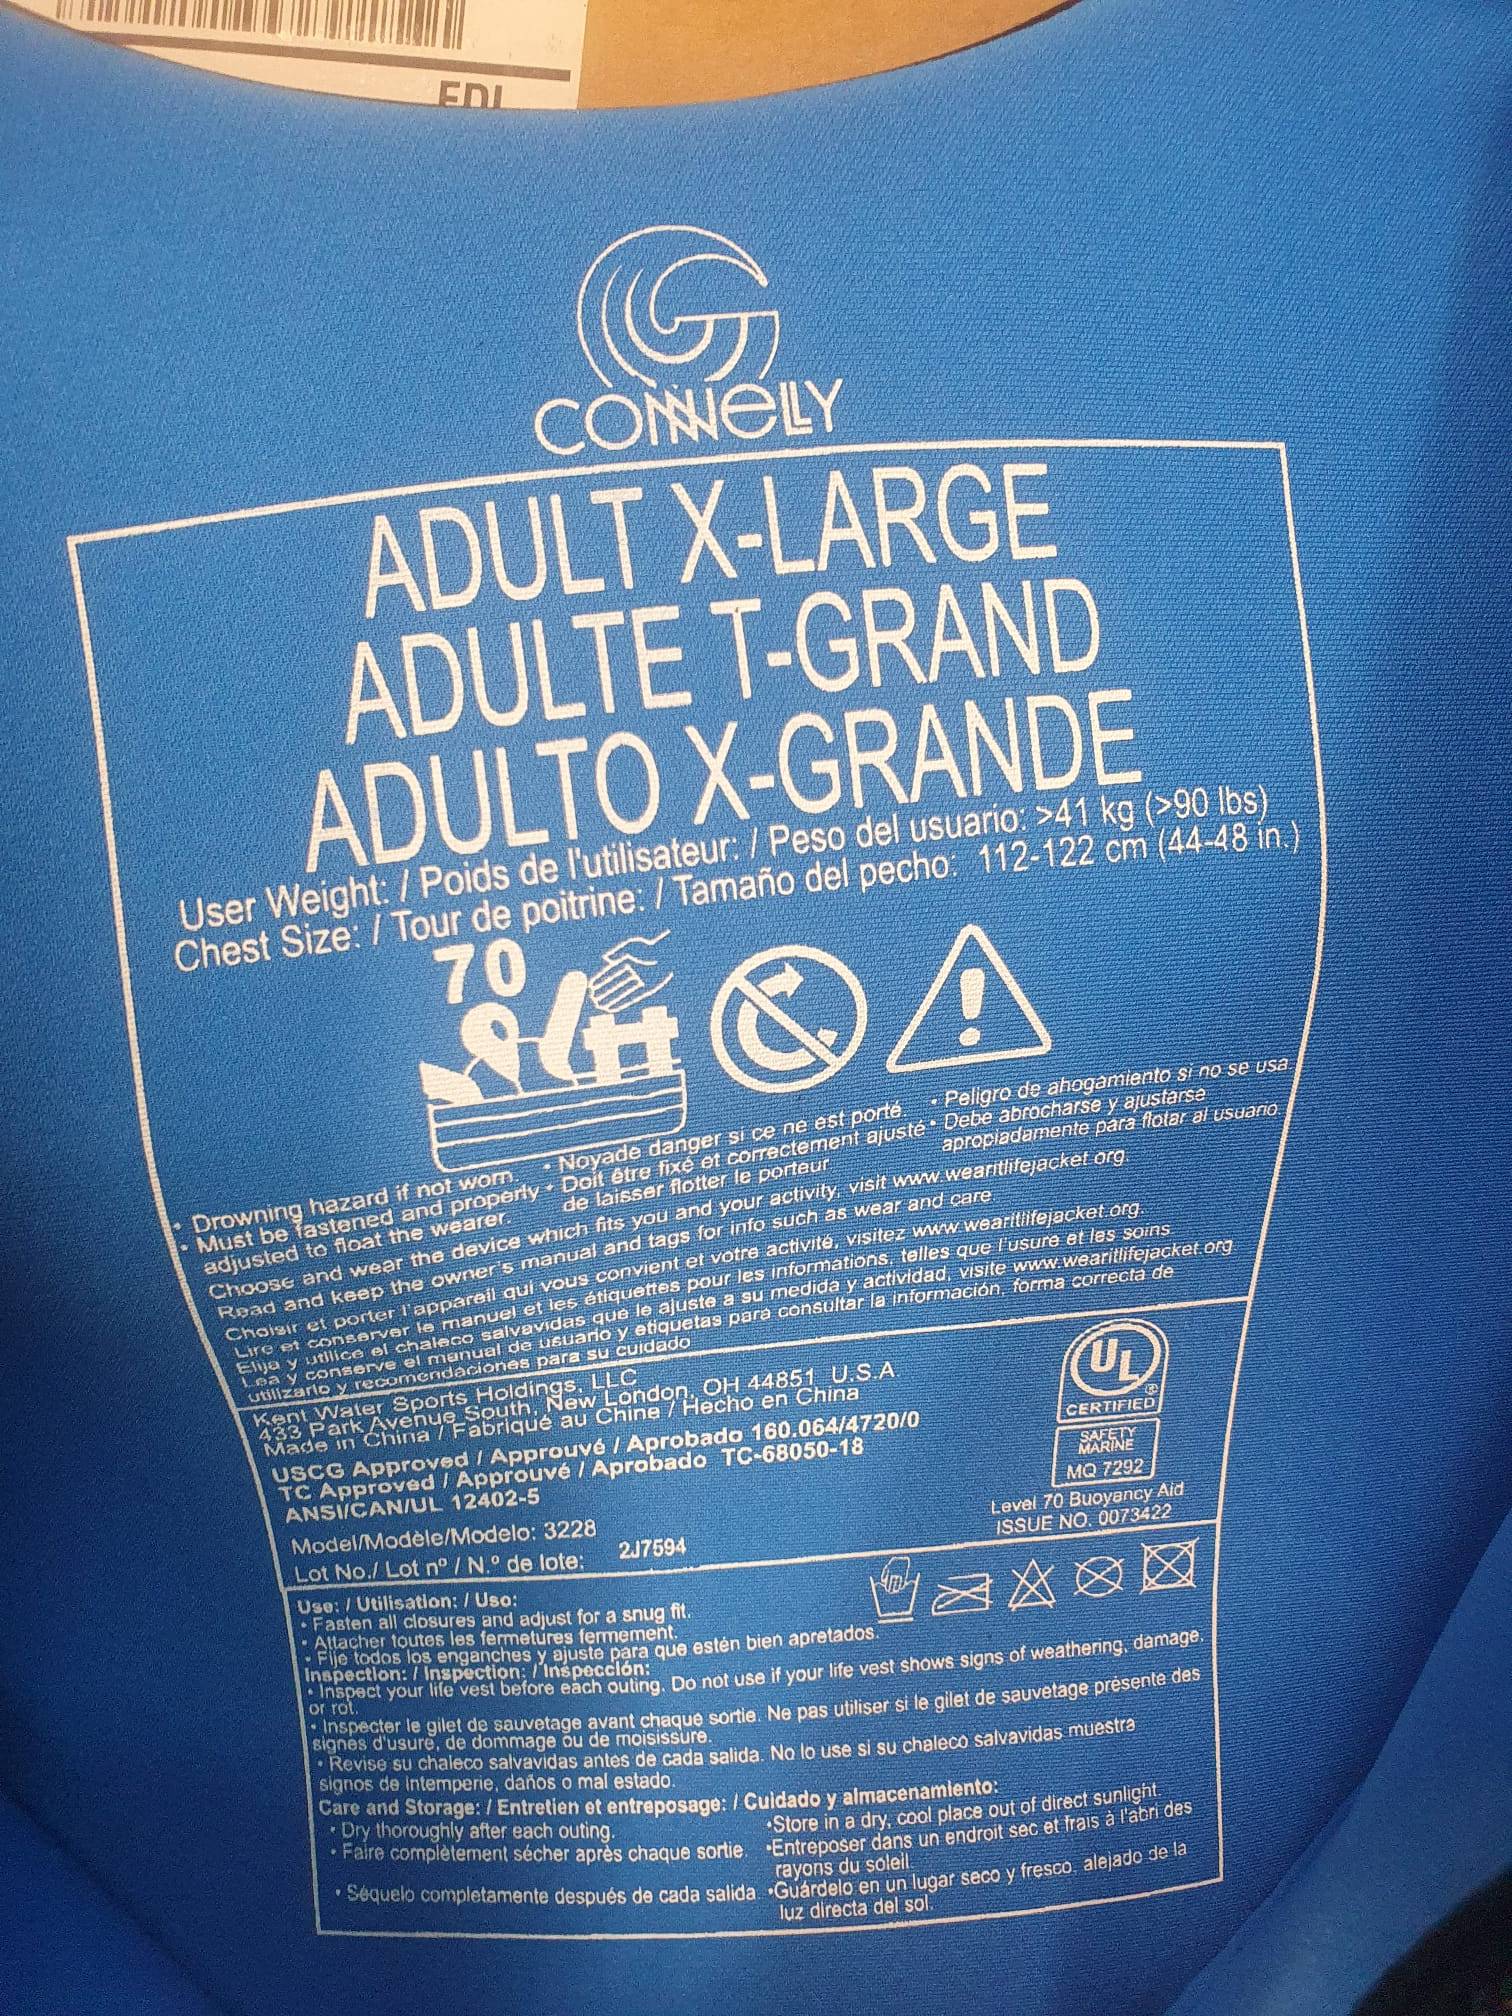 EDI
CONNELLY
ADULT X-LARGE
ADULTE T-GRAND
ADULTO X-GRANDE
User Weight: / Poids de l'utilisateur: / Peso del usuario: >41 kg (>90 lbs)
Chest Size: / Tour de poitrine: / Tamaño del pecho: 112-122 cm (44-48 in.)
70
• Drowning hazard if not worn.
• Must be fastened and properly
adjusted to float the wearer.
• Noyade danger si ce ne est porté
• Doit être fixé et correctement ajusté
de laisser flotter le porteur
• Peligro de ahogamiento si no se usa.
• Debe abrocharse y ajustarse
apropiadamente para flotar al usuario
Choose and wear the device which fits you and your activity, visit www.wearitlifejacket.org.
Read and keep the owner's manual and tags for info such as wear and care
Choisir et porter l'appareil qui vous convient et votre activité, visitez www.wearitlifejacket.org.
Lire et conserver le manuel et les étiquettes pour les informations, telles que l'usure et les soins
Elija y utilice el chaleco salvavidas que le ajuste a su medida y actividad, visite www.wearitlifejacket.org
Lea y conserve el manual de usuario y etiquetas para consultar la información, forma correcta de
utilizarlo y recomendaciones para su cuidado
Kent Water Sports Holdings, LLC
433 Park Avenue South, New London, OH 44851 U.S.A
Made in China / Fabriqué au Chine / Hecho en China
USCG Approved / Approuvé / Aprobado 160.064/4720/0
TC Approved / Approuvé / Aprobado TC-68050-18
ANSI/CAN/UL 12402-5
UL
®
CERTIFIED
SAFETY
MARINE
MQ 7292
Level 70 Buoyancy Aid
ISSUE NO. 0073422
Model/Modèle/Modelo: 3228
Lot No./ Lot nº / N.º de lote: 2J7594
Use: / Utilisation: / Uso:
• Fasten all closures and adjust for a snug fit.
• Attacher toutes les fermetures fermement.
• Fije todos los enganches y ajuste para que estén bien apretados.
Inspection: / Inspection: / Inspección:
• Inspect your life vest before each outing. Do not use if your life vest shows signs of weathering, damage,
or rot.
• Inspecter le gilet de sauvetage avant chaque sortie. Ne pas utiliser si le gilet de sauvetage présente des
signes d'usure, de dommage ou de moisissure.
• Revise su chaleco salvavidas antes de cada salida. No lo use si su chaleco salvavidas muestra
signos de intemperie, daños o mal estado.
Care and Storage: / Entretien et entreposage: / Cuidado y almacenamiento:
• Dry thoroughly after each outing.
• Faire complètement sécher après chaque sortie.
• Séquelo completamente después de cada salida.
•Store in a dry, cool place out of direct sunlight.
•Entreposer dans un endroit sec et frais à l'abri des
rayons du soleil.
•Guárdelo en un lugar seco y fresco, alejado de la
luz directa del sol.